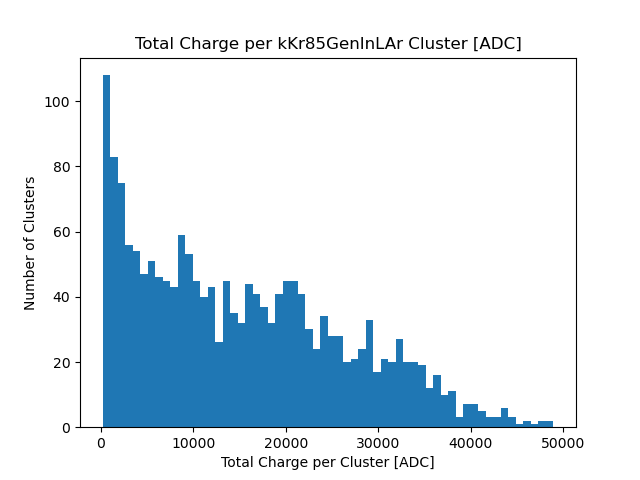 Total Charge per kKr85GenInLAr Cluster [ADC]
100
80
60
40
20
0
Number of Clusters
0 10000 20000 30000 40000 50000
Total Charge per Cluster [ADC]